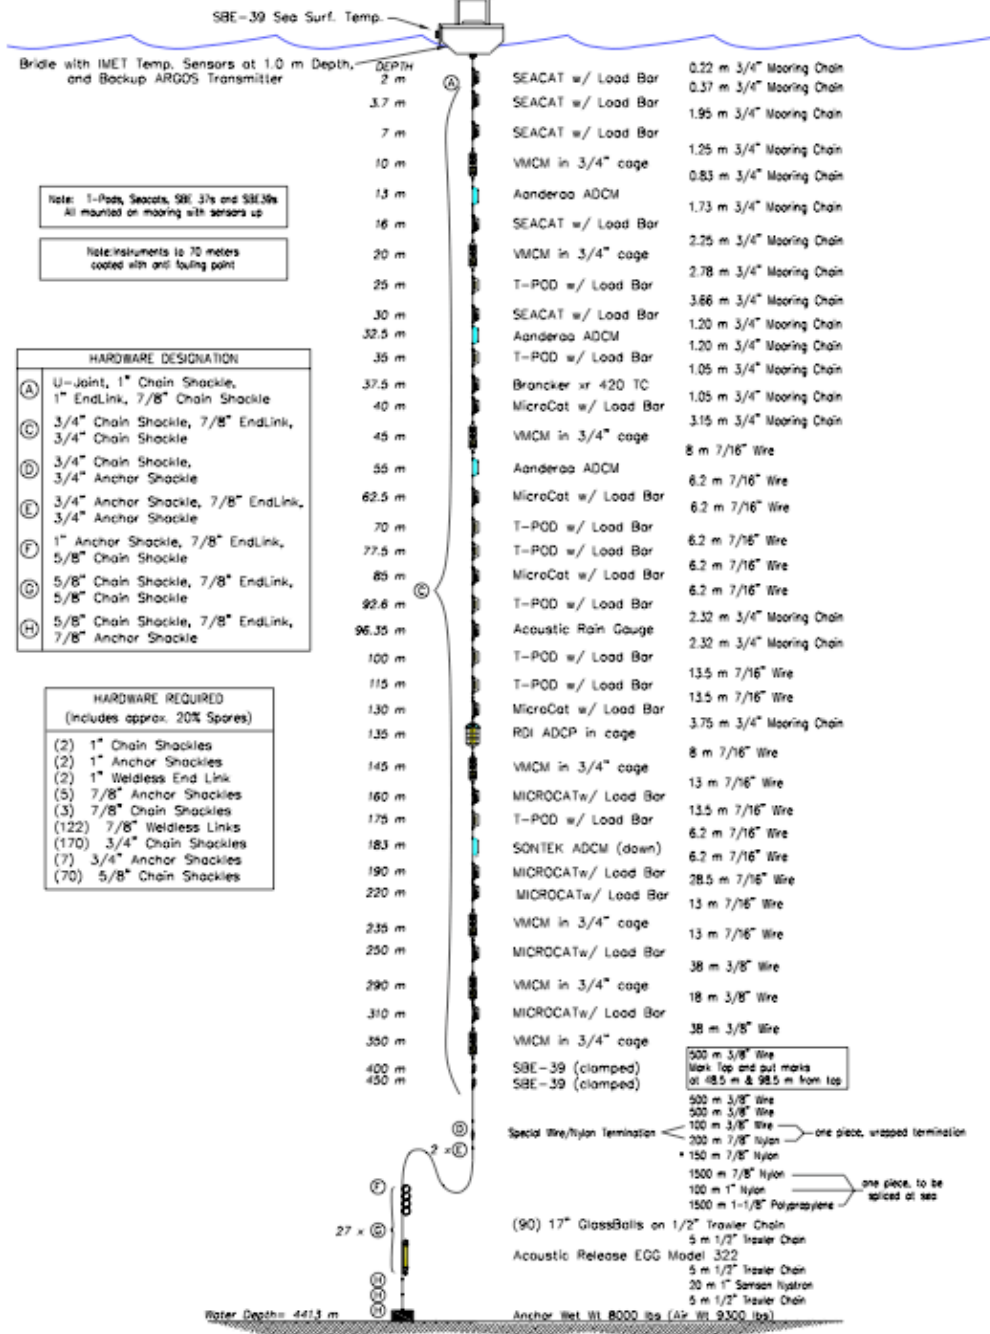 SBE-39 Sea Surf. Temp.
Bridle with IMET Temp. Sensors at 1.0 m Depth,
and Backup ARGOS Transmitter
DEPTH
2 m SEACAT w/ Load Bar
3.7 m SEACAT w/ Load Bar
7 m SEACAT w/ Load Bar
10 m VMCM in 3/4" cage
13 m Aanderaa ADCM
16 m SEACAT w/ Load Bar
20 m VMCM in 3/4" cage
25 m T-POD w/ Load Bar
30 m SEACAT w/ Load Bar
32.5 m Aanderaa ADCM
35 m T-POD w/ Load Bar
37.5 m Brancker xr 420 TC
40 m MicroCat w/ Load Bar
45 m VMCM in 3/4" cage
55 m Aanderaa ADCM
62.5 m MicroCat w/ Load Bar
70 m T-POD w/ Load Bar
77.5 m T-POD w/ Load Bar
85 m MicroCat w/ Load Bar
92.6 m T-POD w/ Load Bar
96.35 m Acoustic Rain Gauge
100 m T-POD w/ Load Bar
115 m T-POD w/ Load Bar
130 m MicroCat w/ Load Bar
135 m RDI ADCP in cage
145 m VMCM in 3/4" cage
160 m MICROCATw/ Load Bar
175 m T-POD w/ Load Bar
183 m SONTEK ADCM (down)
190 m MICROCATw/ Load Bar
220 m MICROCATw/ Load Bar
235 m VMCM in 3/4" cage
250 m MICROCATw/ Load Bar
290 m VMCM in 3/4" cage
310 m MICROCATw/ Load Bar
350 m VMCM in 3/4" cage
400 m SBE-39 (clamped)
450 m SBE-39 (clamped)
0.22 m 3/4" Mooring Chain
0.37 m 3/4" Mooring Chain
1.95 m 3/4" Mooring Chain
1.25 m 3/4" Mooring Chain
0.83 m 3/4" Mooring Chain
1.73 m 3/4" Mooring Chain
2.25 m 3/4" Mooring Chain
2.78 m 3/4" Mooring Chain
3.66 m 3/4" Mooring Chain
1.20 m 3/4" Mooring Chain
1.20 m 3/4" Mooring Chain
1.05 m 3/4" Mooring Chain
1.05 m 3/4" Mooring Chain
3.15 m 3/4" Mooring Chain
8 m 7/16" Wire
6.2 m 7/16" Wire
6.2 m 7/16" Wire
6.2 m 7/16" Wire
6.2 m 7/16" Wire
6.2 m 7/16" Wire
2.32 m 3/4" Mooring Chain
2.32 m 3/4" Mooring Chain
13.5 m 7/16" Wire
13.5 m 7/16" Wire
3.75 m 3/4" Mooring Chain
8 m 7/16" Wire
13 m 7/16" Wire
13.5 m 7/16" Wire
6.2 m 7/16" Wire
6.2 m 7/16" Wire
28.5 m 7/16" Wire
13 m 7/16" Wire
13 m 7/16" Wire
38 m 3/8" Wire
18 m 3/8" Wire
38 m 3/8" Wire
500 m 3/8" Wire
Mark Top and put marks
at 48.5 m & 98.5 m from top
500 m 3/8" Wire
500 m 3/8" Wire
100 m 3/8" Wire
200 m 7/8" Nylon
Special Wire/Nylon Termination
one piece, wrapped termination
* 150 m 7/8" Nylon
1500 m 7/8" Nylon
100 m 1" Nylon
1500 m 1-1/8" Polypropylene
one piece, to be
spliced at sea
(90) 17" GlassBalls on 1/2" Trawler Chain
5 m 1/2" Trawler Chain
Acoustic Release EGG Model 322
5 m 1/2" Trawler Chain
20 m 1" Samson Nystron
5 m 1/2" Trawler Chain
Anchor Wet Wt 8000 lbs (Air Wt 9300 lbs)
A
C
D
2 x E
F
27 x G
H
H
H
Water Depth= 4413 m
Note: T-Pods, Seacats, SBE 37s and SBE39s
All mounted on mooring with sensors up
Note:Instruments to 70 meters
coated with anti fouling paint
HARDWARE DESIGNATION
A U-Joint, 1" Chain Shackle,
1" EndLink, 7/8" Chain Shackle
C 3/4" Chain Shackle, 7/8" EndLink,
3/4" Chain Shackle
D 3/4" Chain Shackle,
3/4" Anchor Shackle
E 3/4" Anchor Shackle, 7/8" EndLink,
3/4" Anchor Shackle
F 1" Anchor Shackle, 7/8" EndLink,
5/8" Chain Shackle
G 5/8" Chain Shackle, 7/8" EndLink,
5/8" Chain Shackle
H 5/8" Chain Shackle, 7/8" EndLink,
7/8" Anchor Shackle
HARDWARE REQUIRED
(Includes approx. 20% Spares)
(2) 1" Chain Shackles
(2) 1" Anchor Shackles
(2) 1" Weldless End Link
(5) 7/8" Anchor Shackles
(3) 7/8" Chain Shackles
(122) 7/8" Weldless Links
(170) 3/4" Chain Shackles
(7) 3/4" Anchor Shackles
(70) 5/8" Chain Shackles